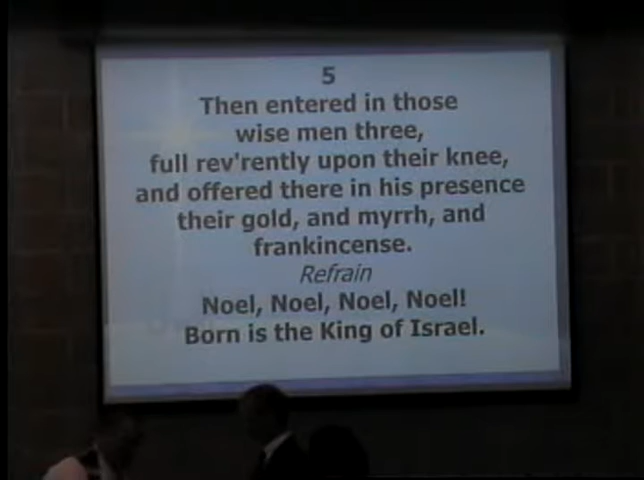 5
Then entered in those
wise men three,
full rev'rently upon their knee,
and offered there in his presence
their gold, and myrrh, and
frankincense.
Refrain
Noel, Noel, Noel, Noel!
Born is the King of Israel.